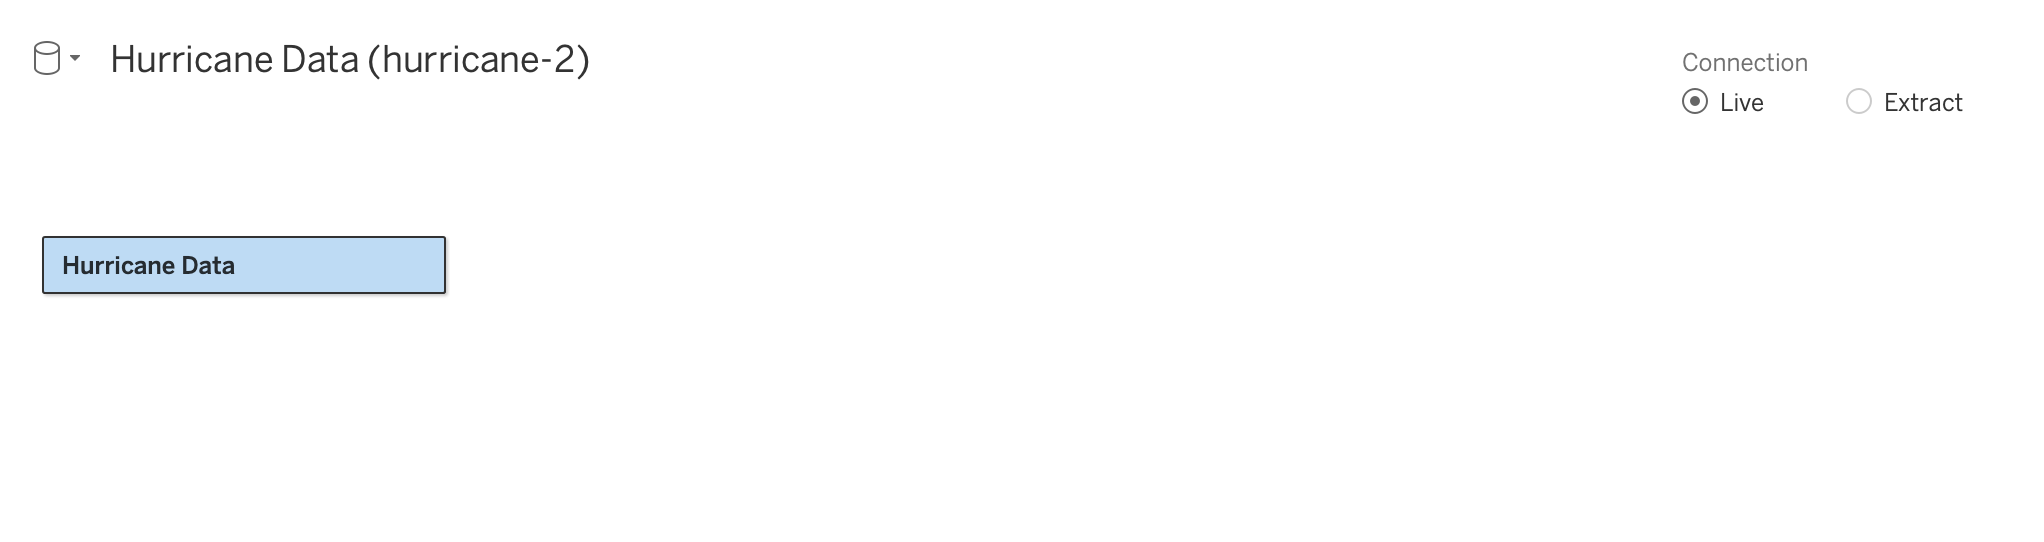 Hurricane Data (hurricane-2)
Connection
Live Extract
Hurricane Data